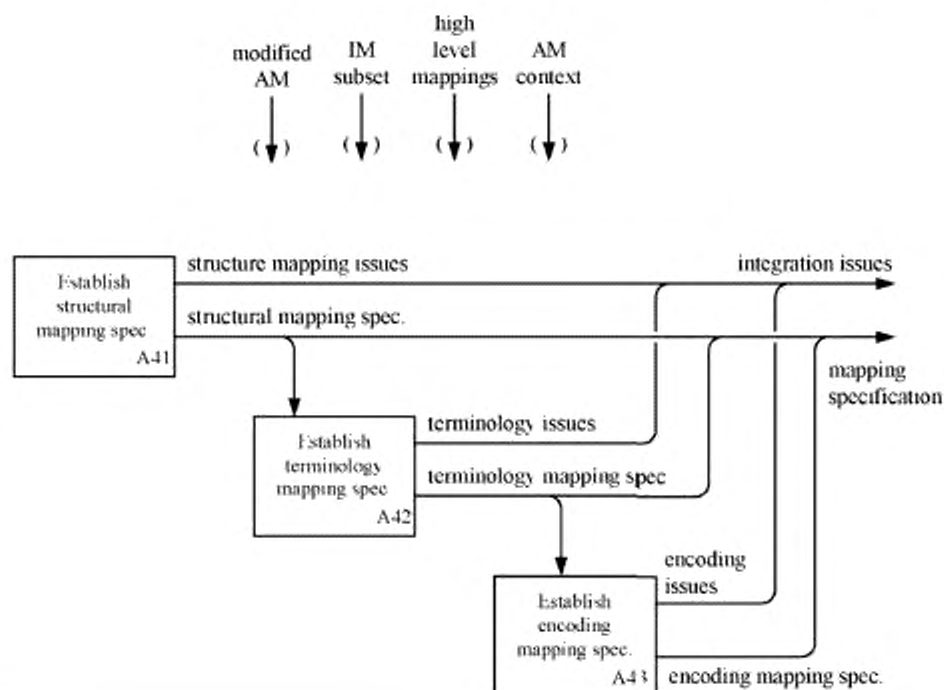 modified
AM
IM
subset
high
level
mappings
AM
context
( )
( )
( )
( )
structure mapping issues
integration issues
Establish
structural
mapping spec
A41
structural mapping spec.
mapping
specification
Establish
terminology
mapping spec
A42
terminology issues
terminology mapping spec
encoding
issues
Establish
encoding
mapping spec.
A43
encoding mapping spec.